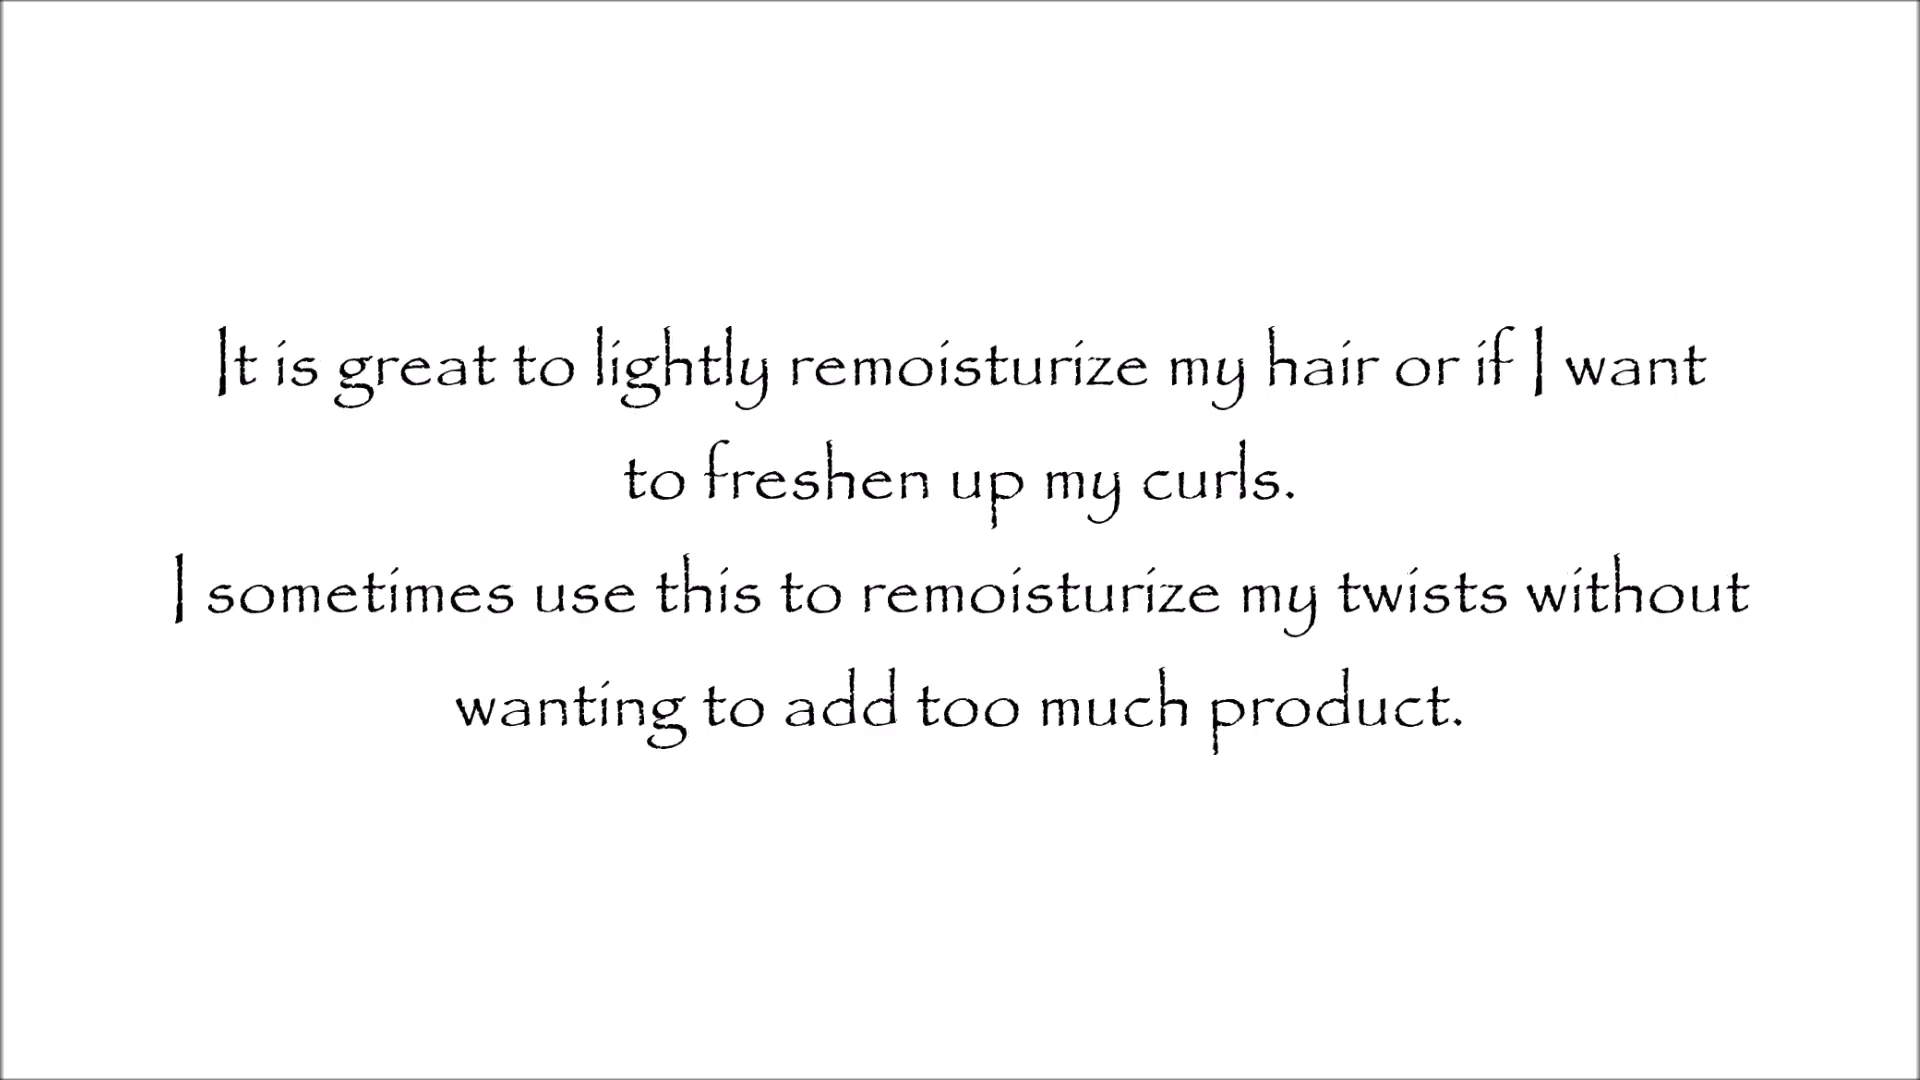 It is great to lightly remoisturize my hair or if I want
to freshen up my curls.
I sometimes use this to remoisturize my twists without
wanting to add too much product.